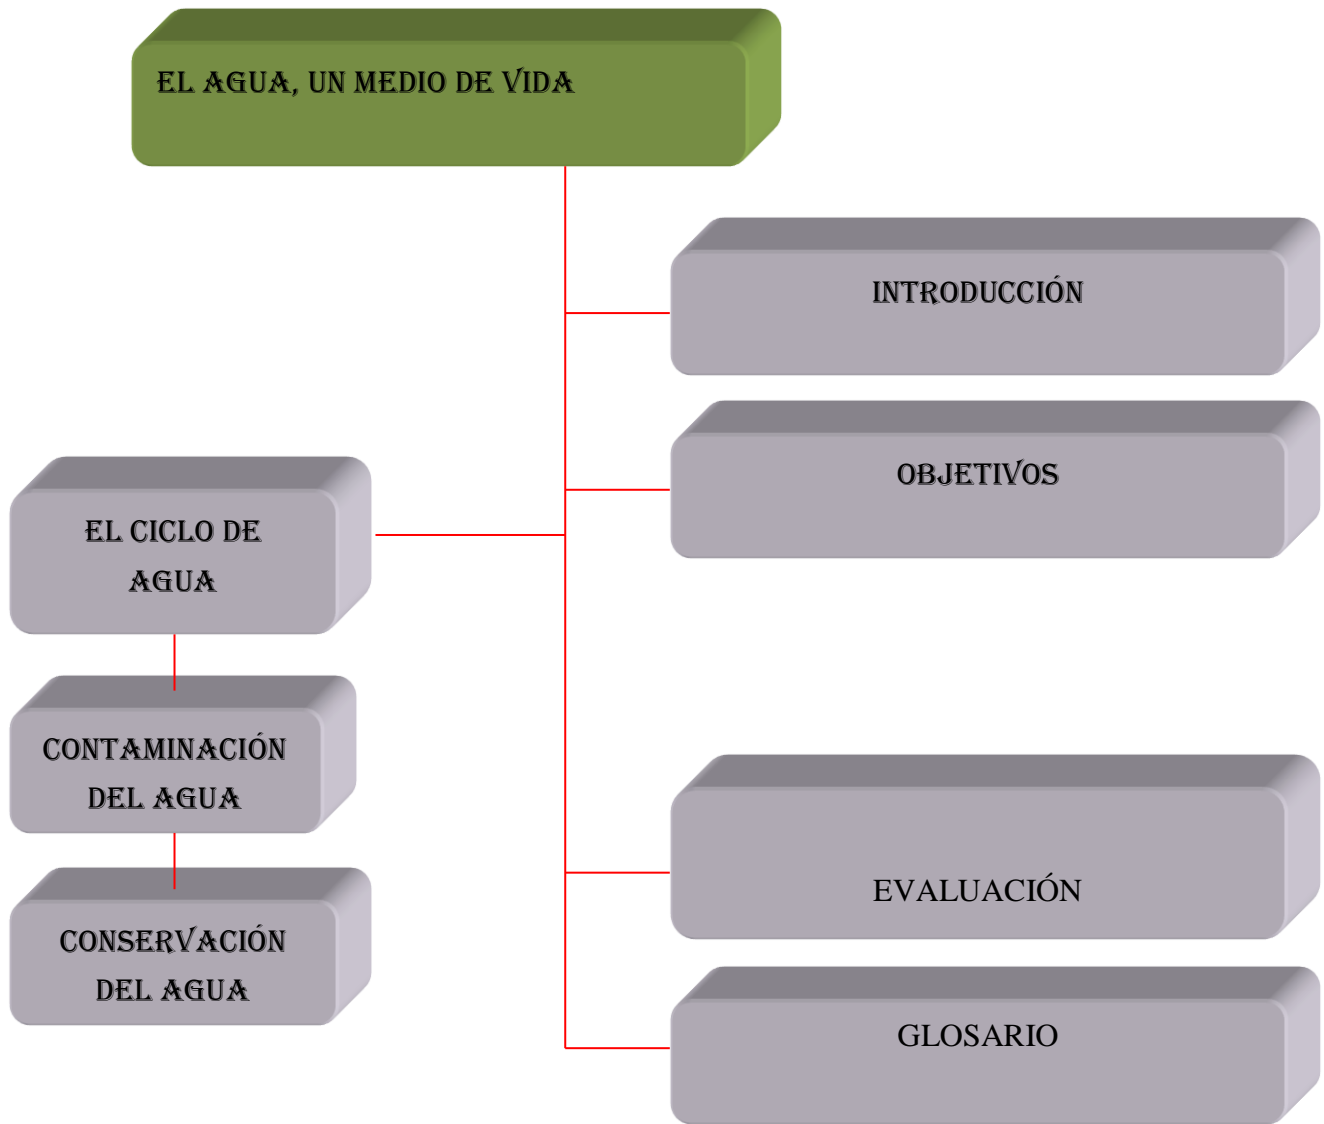 EL AGUA, UN MEDIO DE VIDA
INTRODUCCIÓN
OBJETIVOS
EL CICLO DE
AGUA
CONTAMINACIÓN
DEL AGUA
CONSERVACIÓN
DEL AGUA
EVALUACIÓN
GLOSARIO